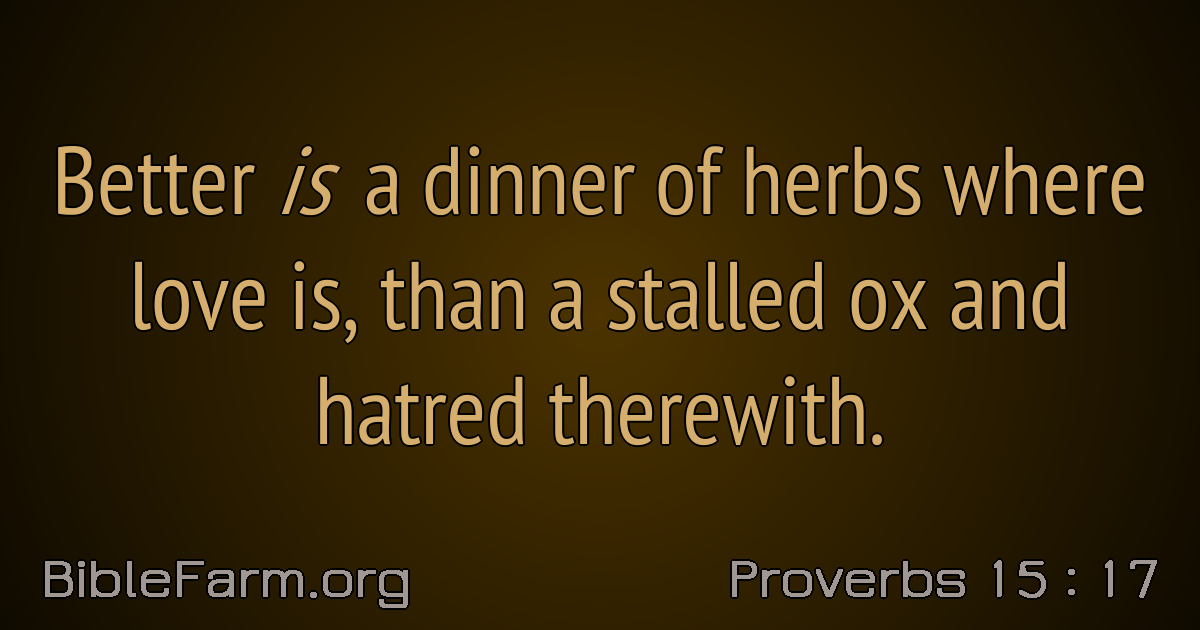 Better is a dinner of herbs where
love is, than a stalled ox and
hatred therewith.
BibleFarm.org
Proverbs 15 : 17